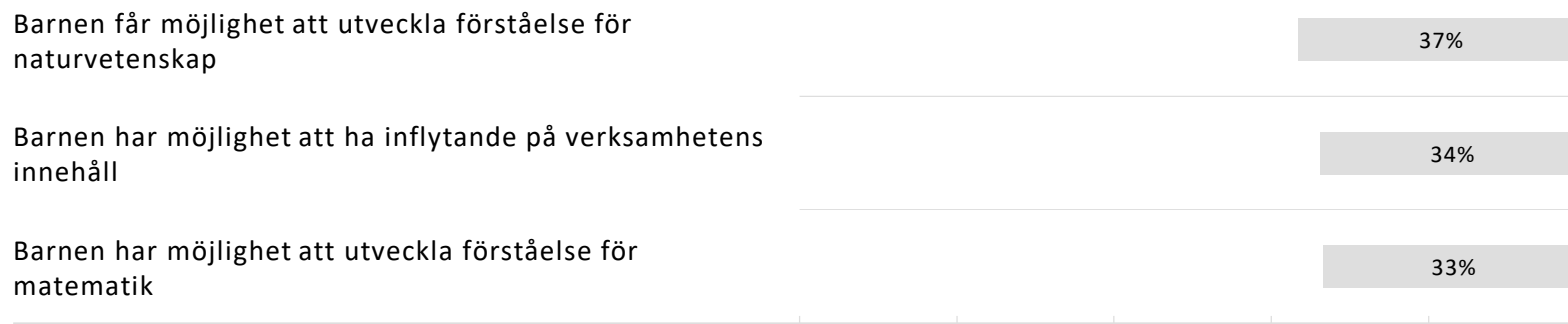 Barnen får möjlighet att utveckla förståelse för
naturvetenskap
37%
Barnen har möjlighet att ha inflytande på verksamhetens
innehåll
34%
Barnen har möjlighet att utveckla förståelse för
matematik
33%